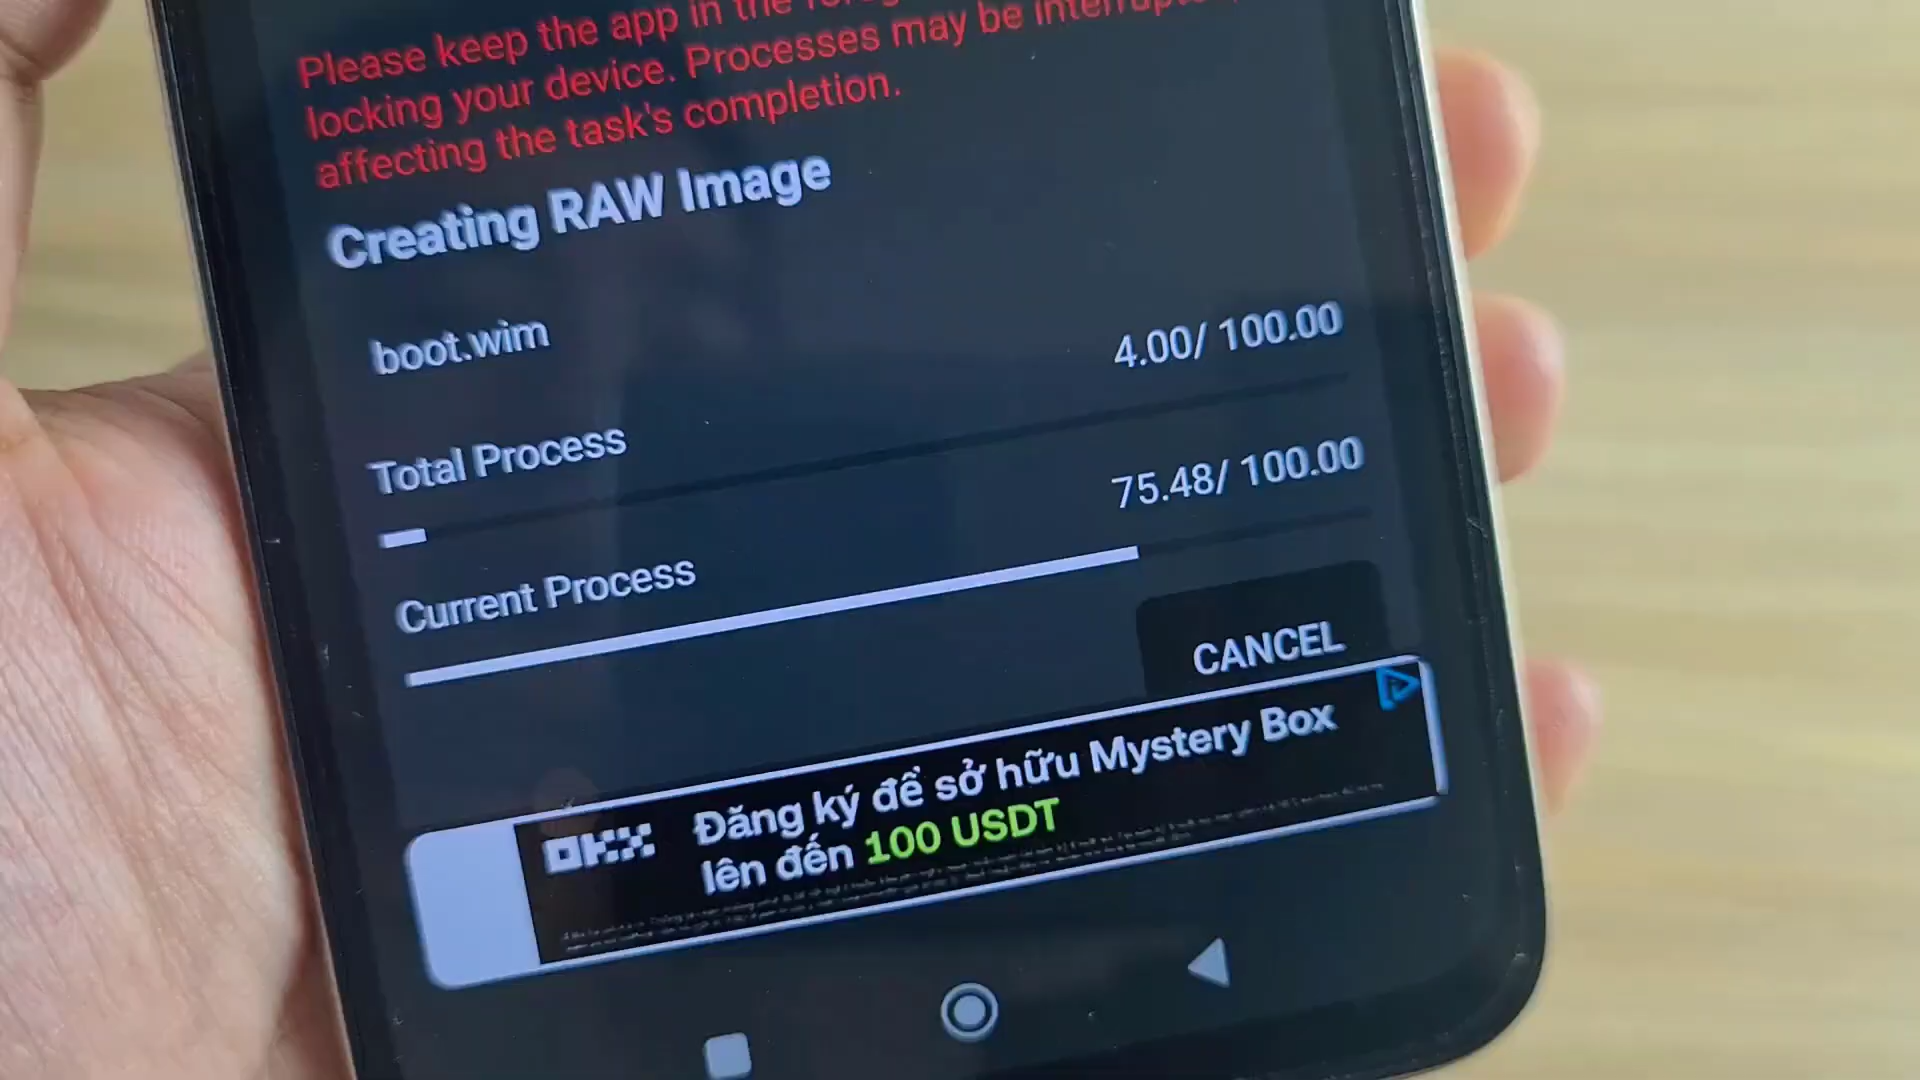 Please keep the app in the
locking your device. Processes may be
affecting the task's completion.
Creating RAW Image
boot.wim
4.00/ 100.00
Total Process
75.48/ 100.00
Current Process
CANCEL
OKX
Đăng ký để sở hữu Mystery Box
lên đến 100 USDT